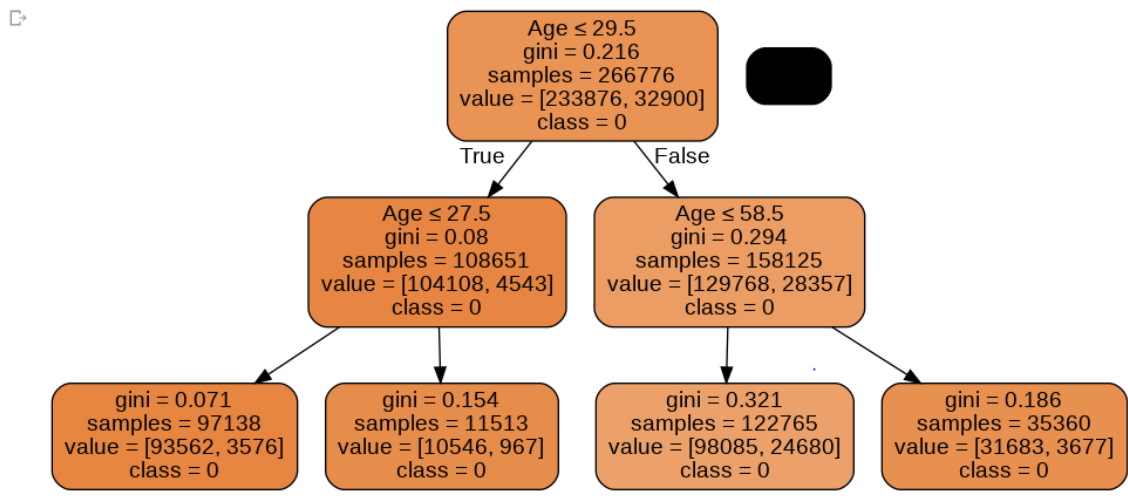 Age ≤ 29.5
gini = 0.216
samples = 266776
value = [233876, 32900]
class = 0
True
False
Age ≤ 27.5
gini = 0.08
samples = 108651
value = [104108, 4543]
class = 0
Age ≤ 58.5
gini = 0.294
samples = 158125
value = [129768, 28357]
class = 0
gini = 0.071
samples = 97138
value = [93562, 3576]
class = 0
gini = 0.154
samples = 11513
value = [10546, 967]
class = 0
gini = 0.321
samples = 122765
value = [98085, 24680]
class = 0
gini = 0.186
samples = 35360
value = [31683, 3677]
class = 0